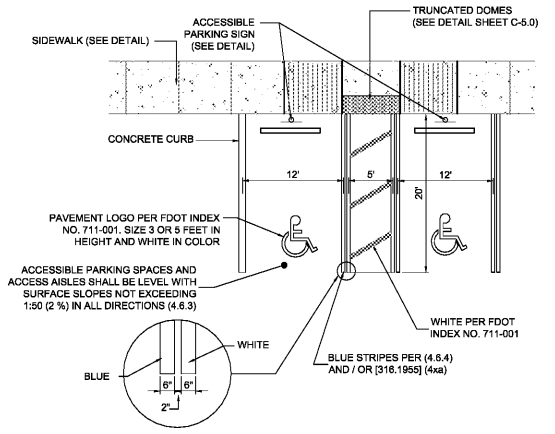 TRUNCATED DOMES
(SEE DETAIL SHEET C-5.0)
ACCESSIBLE
PARKING SIGN
(SEE DETAIL)
SIDEWALK (SEE DETAIL)
CONCRETE CURB
12'
5'
12'
20'
PAVEMENT LOGO PER FDOT INDEX
NO. 711-001. SIZE 3 OR 5 FEET IN
HEIGHT AND WHITE IN COLOR
ACCESSIBLE PARKING SPACES AND
ACCESS AISLES SHALL BE LEVEL WITH
SURFACE SLOPES NOT EXCEEDING
1:50 (2 %) IN ALL DIRECTIONS (4.6.3)
WHITE PER FDOT
INDEX NO. 711-001
BLUE STRIPES PER (4.6.4)
AND / OR [316.1955] (4xa)
WHITE
BLUE
6" 6"
2"